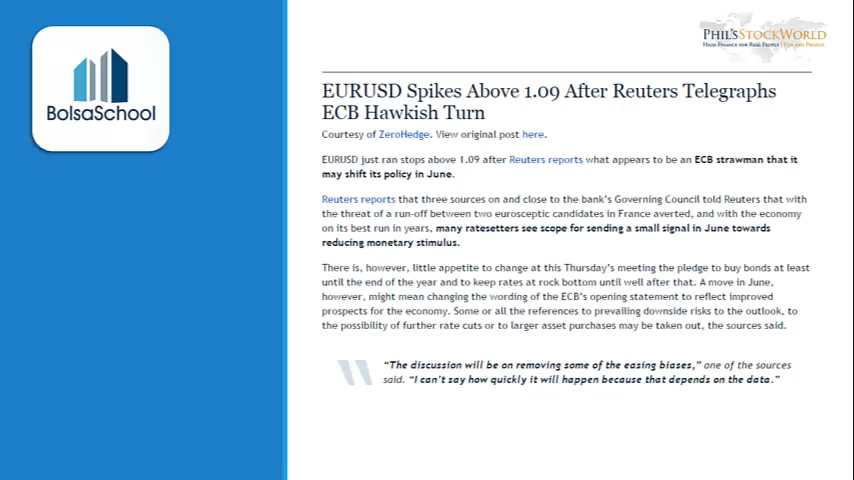 BolsaSchool
PHIL'SSTOCKWORLD
HIGH FINANCE FOR REAL PEOPLE | FUN AND PROFITS
EURUSD Spikes Above 1.09 After Reuters Telegraphs
ECB Hawkish Turn
Courtesy of ZeroHedge. View original post here.
EURUSD just ran stops above 1.09 after Reuters reports what appears to be an ECB strawman that it
may shift its policy in June.
Reuters reports that three sources on and close to the bank's Governing Council told Reuters that with
the threat of a run-off between two eurosceptic candidates in France averted, and with the economy
on its best run in years, many ratesetters see scope for sending a small signal in June towards
reducing monetary stimulus.
There is, however, little appetite to change at this Thursday's meeting the pledge to buy bonds at least
until the end of the year and to keep rates at rock bottom until well after that. A move in June,
however, might mean changing the wording of the ECB's opening statement to reflect improved
prospects for the economy. Some or all the references to prevailing downside risks to the outlook, to
the possibility of further rate cuts or to larger asset purchases may be taken out, the sources said.
“The discussion will be on removing some of the easing biases,” one of the sources
said. “I can't say how quickly it will happen because that depends on the data.”